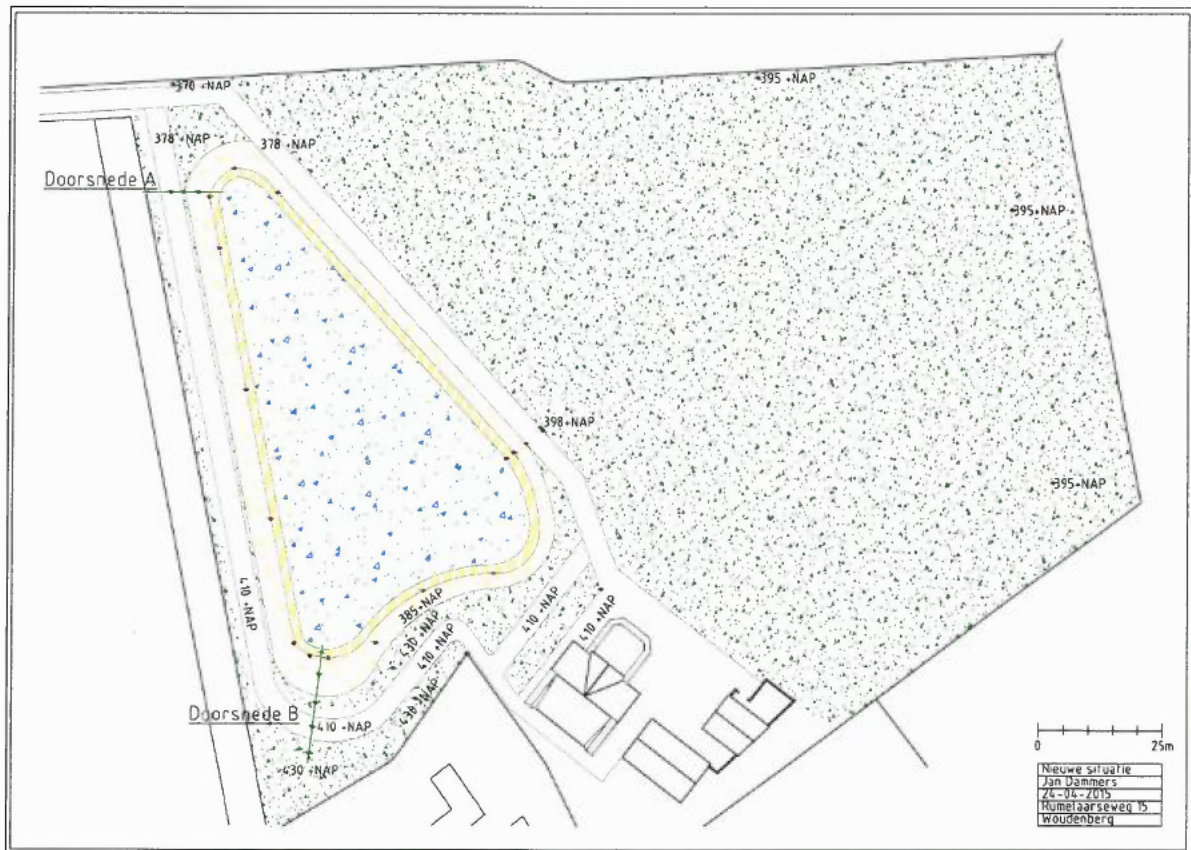 370 +NAP
395 +NAP
378 +NAP
378 +NAP
Doorsnede A
395+NAP
398+NAP
395+NAP
410 +NAP
385 +NAP
430 +NAP
410 +NAP
438 +NAP
410 +NAP
410 +NAP
Doorsnede B
410 +NAP
430 +NAP
0 25m
Nieuwe situatie
Jan Dammers
24-04-2015
Rumelaarseweg 15
Woudenberg